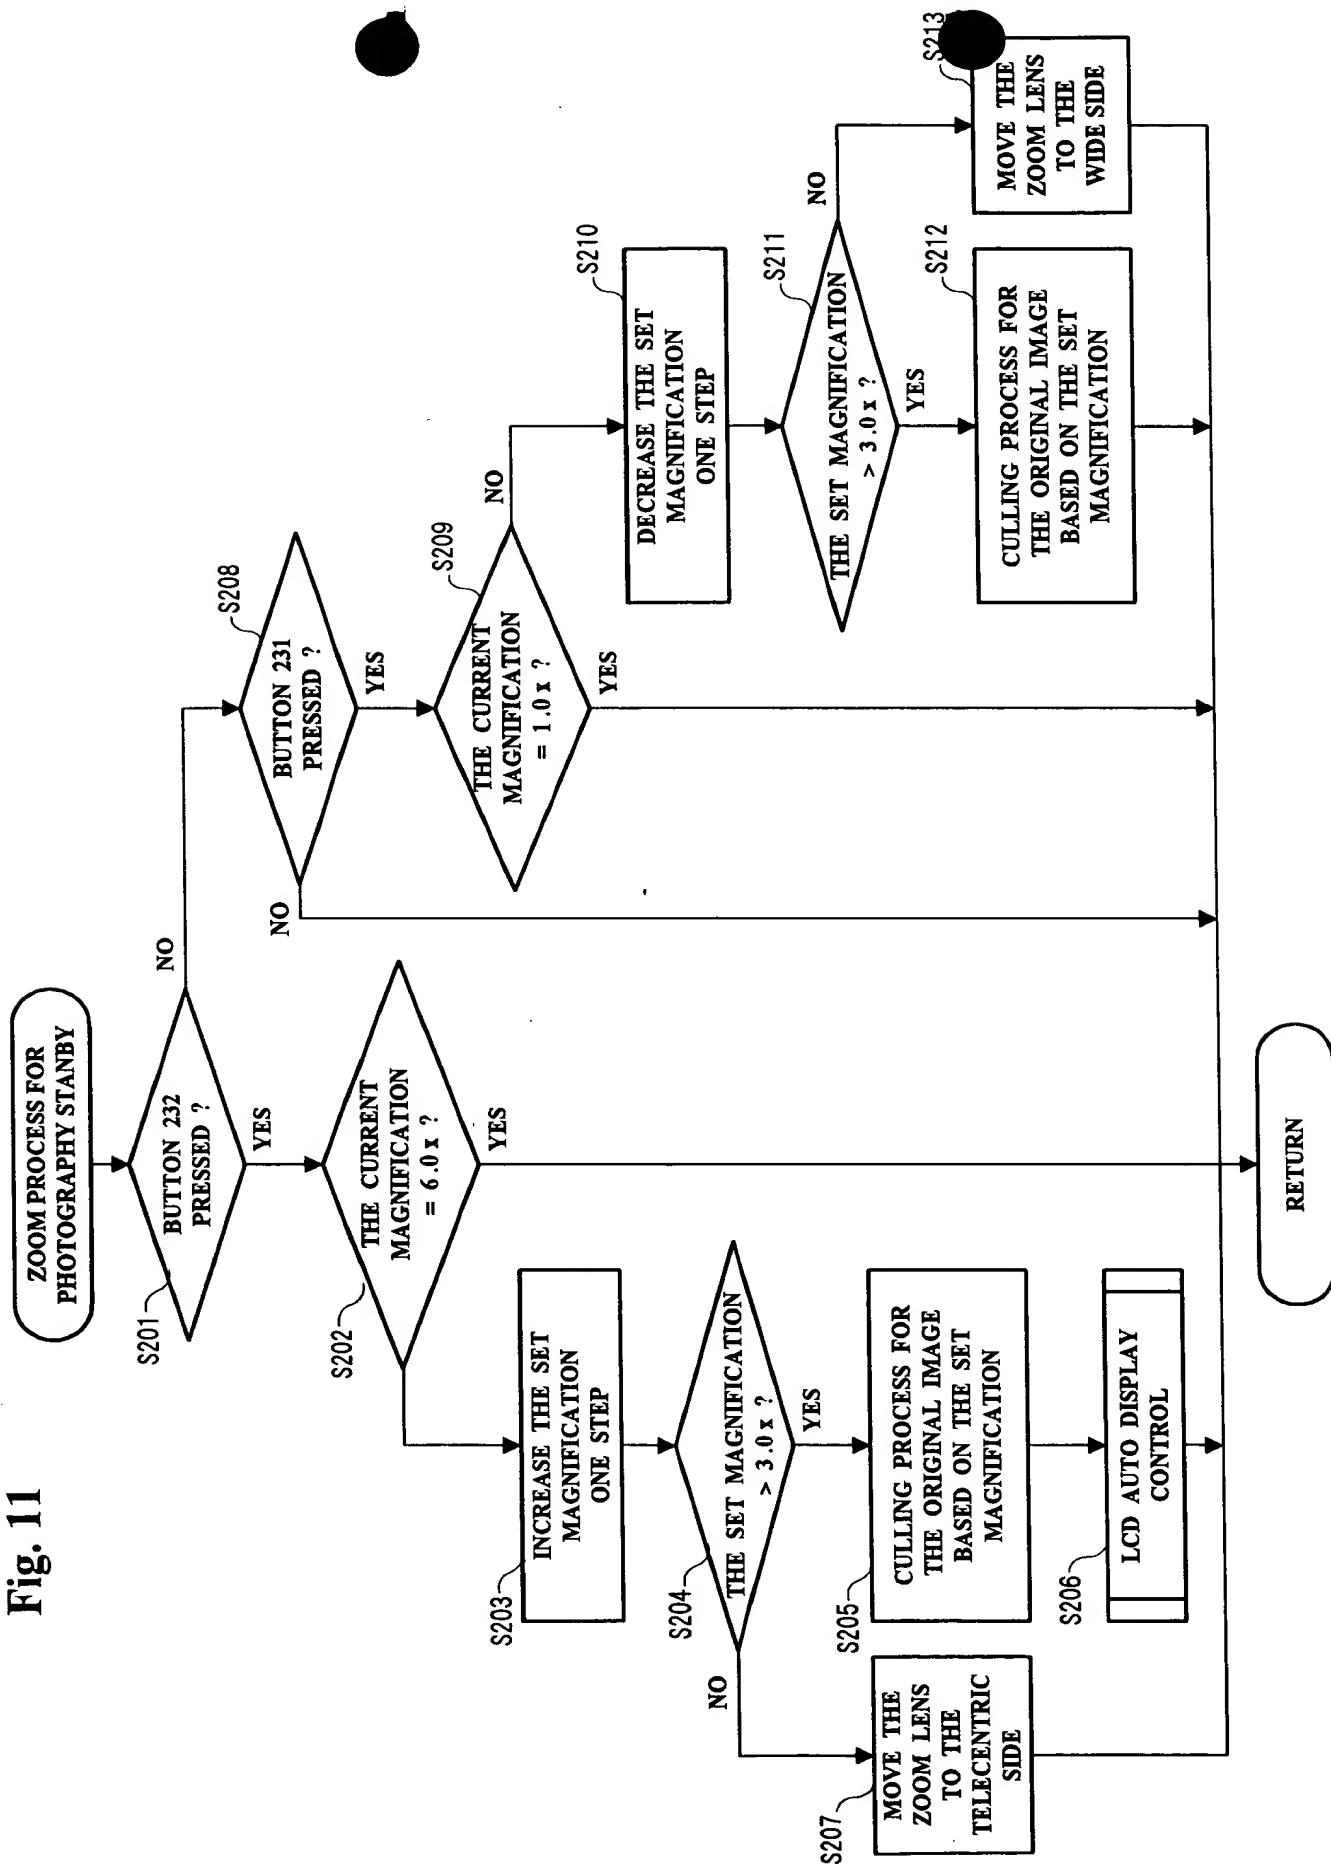 Fig. 11
ZOOM PROCESS FOR
PHOTOGRAPHY STANBY
S201
BUTTON 232
PRESSED ?
NO
YES
S202
THE CURRENT
MAGNIFICATION
= 6.0 x ?
YES
S203
INCREASE THE SET
MAGNIFICATION
ONE STEP
S204
THE SET MAGNIFICATION
> 3.0 x ?
NO
YES
S205
CULLING PROCESS FOR
THE ORIGINAL IMAGE
BASED ON THE SET
MAGNIFICATION
S206
LCD AUTO DISPLAY
CONTROL
S207
MOVE THE
ZOOM LENS
TO THE
TELECENTRIC
SIDE
S208
BUTTON 231
PRESSED ?
NO
YES
S209
THE CURRENT
MAGNIFICATION
= 1.0 x ?
NO
YES
S210
DECREASE THE SET
MAGNIFICATION
ONE STEP
S211
THE SET MAGNIFICATION
> 3.0 x ?
NO
YES
S212
CULLING PROCESS FOR
THE ORIGINAL IMAGE
BASED ON THE SET
MAGNIFICATION
S213
MOVE THE
ZOOM LENS
TO THE
WIDE SIDE
RETURN